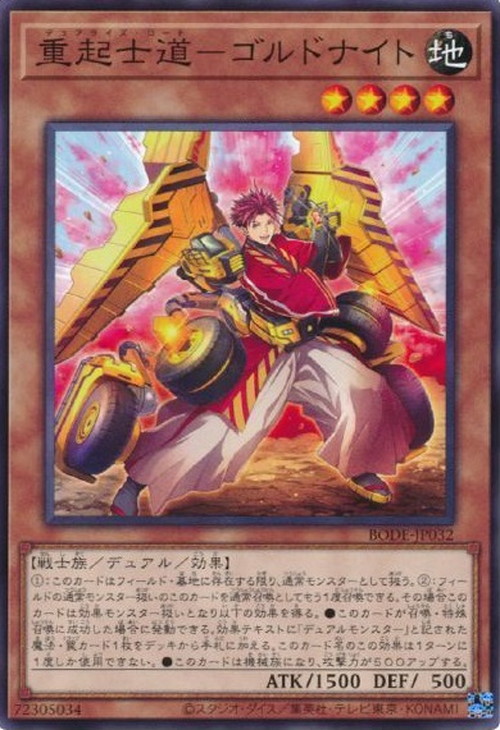 デュアライズ・ロード
重起士道－ゴルドナイト
地
BODE-JP032
【戦士族／デュアル／効果】
①：このカードはフィールド・墓地に存在する限り、通常モンスターとして扱う。②：フィー
ルドの通常モンスター扱いのこのカードを通常召喚としてもう１度召喚できる。その場合この
カードは効果モンスター扱いとなり以下の効果を得る。●このカードが召喚・特殊
召喚に成功した場合に発動できる。効果テキストに「デュアルモンスター」と記された
魔法・罠カード1枚をデッキから手札に加える。このカード名のこの効果は1ターンに
1度しか使用できない。●このカードは機械族になり、攻撃力が５００アップする。
ATK/1500 DEF/ 500
72305034
©スタジオ・ダイス／集英社・テレビ東京・KONAMI